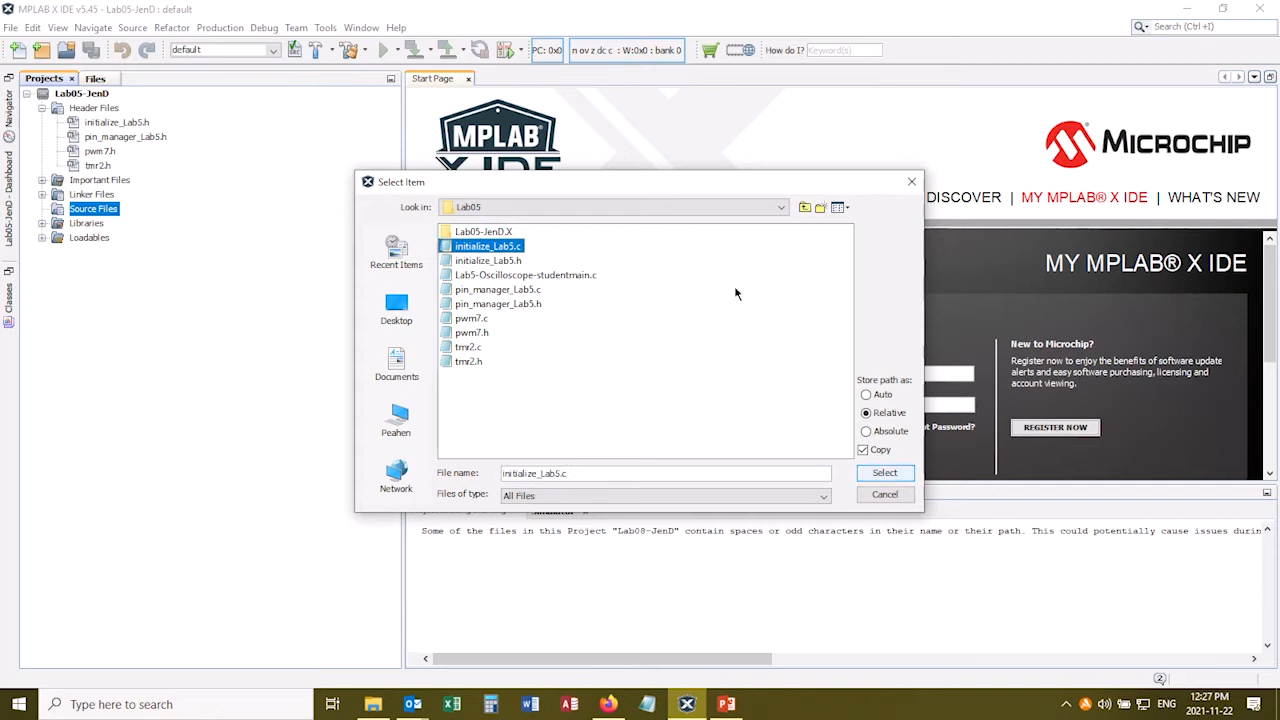 MPLAB X IDE v5.45 - Lab05-JenD : default
File Edit View Navigate Source Refactor Production Debug Team Tools Window Help
Search (Ctrl+I)
default
PC: 0x0
n ov z dc c : W:0x0 : bank 0
How do I?
Keyword(s)
Projects
Files
Start Page
Navigator
Lab05-JenD - Dashboard
Classes
Lab05-JenD
Header Files
initialize_Lab5.h
pin_manager_Lab5.h
pwm7.h
tmr2.h
Important Files
Linker Files
Source Files
Libraries
Loadables
MPLAB
X IDE
MICROCHIP
DISCOVER | MY MPLAB® X IDE | WHAT'S NEW
MY MPLAB® X IDE
New to Microchip?
Register now to enjoy the benefits of software update
alerts and easy software purchasing, licensing and
account viewing.
REGISTER NOW
Password?
Select Item
Look in:
Lab05
Recent Items
Desktop
Documents
Peahen
Network
Lab05-JenD.X
initialize_Lab5.c
initialize_Lab5.h
Lab5-Oscilloscope-studentmain.c
pin_manager_Lab5.c
pin_manager_Lab5.h
pwm7.c
pwm7.h
tmr2.c
tmr2.h
Store path as:
Auto
Relative
Absolute
Copy
File name:
initialize_Lab5.c
Select
Files of type:
All Files
Cancel
Some of the files in this Project "Lab08-JenD" contain spaces or odd characters in their name or their path. This could potentially cause issues durin
2
Type here to search
ENG
12:27 PM
2021-11-22